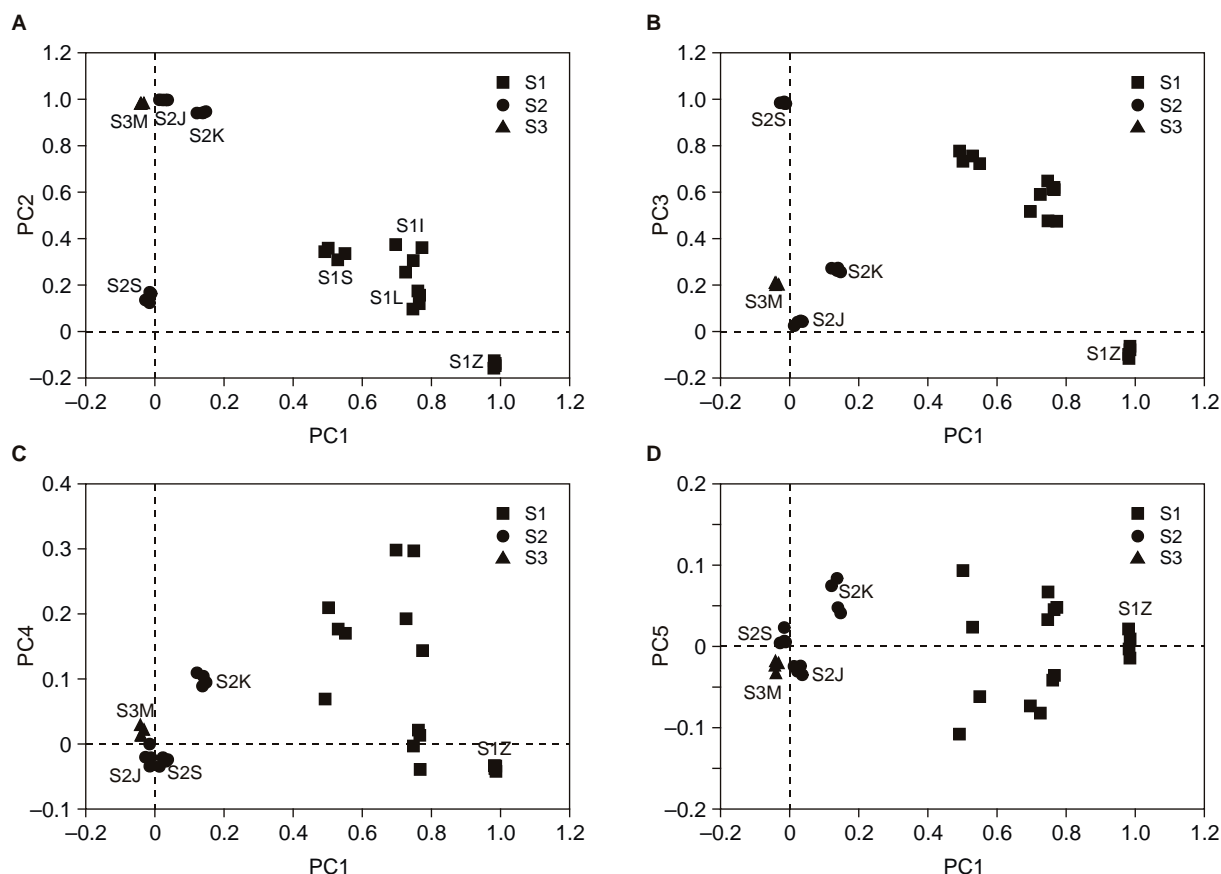 A
1.2
1.0
0.8
0.6
0.4
0.2
0
–0.2
PC2
S3M
S2J
S2K
S2S
S1S
S1I
S1L
S1Z
S1
S2
S3
–0.2 0 0.2 0.4 0.6 0.8 1.0 1.2
PC1
B
1.2
1.0
0.8
0.6
0.4
0.2
0
–0.2
PC3
S2S
S2K
S3M
S2J
S1Z
S1
S2
S3
–0.2 0 0.2 0.4 0.6 0.8 1.0 1.2
PC1
C
0.4
0.3
0.2
0.1
0
–0.1
PC4
S2K
S3M
S2J
S2S
S1Z
S1
S2
S3
–0.2 0 0.2 0.4 0.6 0.8 1.0 1.2
PC1
D
0.2
0.1
0
–0.1
–0.2
PC5
S2K
S2S
S3M
S2J
S1Z
S1
S2
S3
–0.2 0 0.2 0.4 0.6 0.8 1.0 1.2
PC1